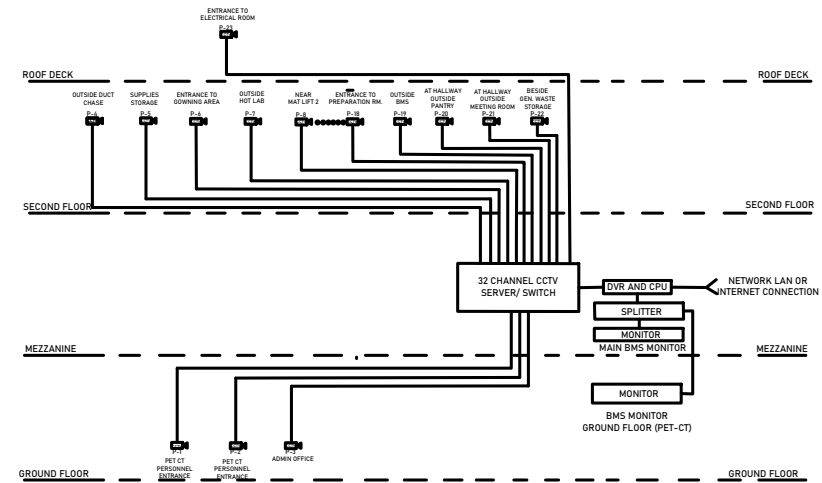 ENTRANCE TO
ELECTRICAL ROOM
P-23
ROOF DECK
ROOF DECK
OUTSIDE DUCT
CHASE
P-4
SUPPLIES
STORAGE
P-5
ENTRANCE TO
GOWNING AREA
P-6
OUTSIDE
HOT LAB
P-7
NEAR
MAT LIFT 2
P-8
ENTRANCE TO
PREPARATION RM.
P-18
OUTSIDE
BMS
P-19
AT HALLWAY
OUTSIDE
PANTRY
P-20
AT HALLWAY
OUTSIDE
MEETING ROOM
P-21
BESIDE
GEN. WASTE
STORAGE
P-22
SECOND FLOOR
SECOND FLOOR
32 CHANNEL CCTV
SERVER/ SWITCH
DVR AND CPU
NETWORK LAN OR
INTERNET CONNECTION
SPLITTER
MONITOR
MAIN BMS MONITOR
MEZZANINE
MEZZANINE
MONITOR
BMS MONITOR
GROUND FLOOR (PET-CT)
P-1
PET CT
PERSONNEL
ENTRANCE
P-2
PET CT
PERSONNEL
ENTRANCE
P-3
ADMIN OFFICE
GROUND FLOOR
GROUND FLOOR